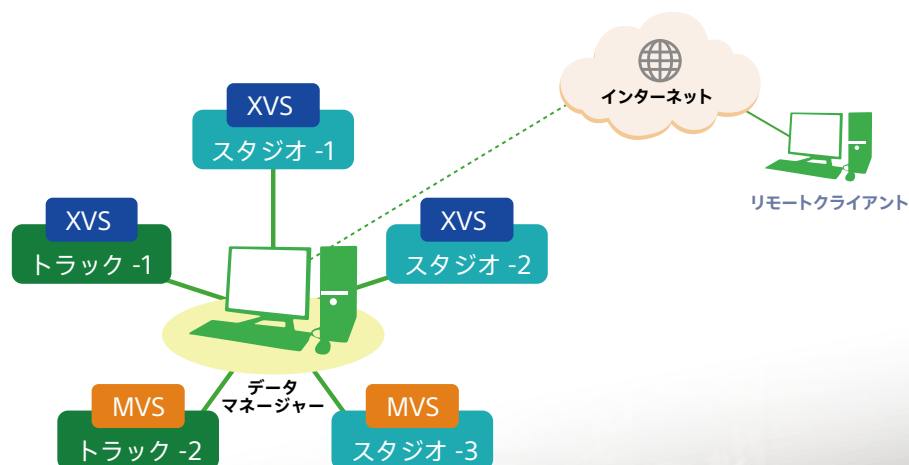 インターネット
リモートクライアント
XVS
スタジオ -1
XVS
トラック -1
XVS
スタジオ -2
データ
マネージャー
MVS
トラック -2
MVS
スタジオ -3